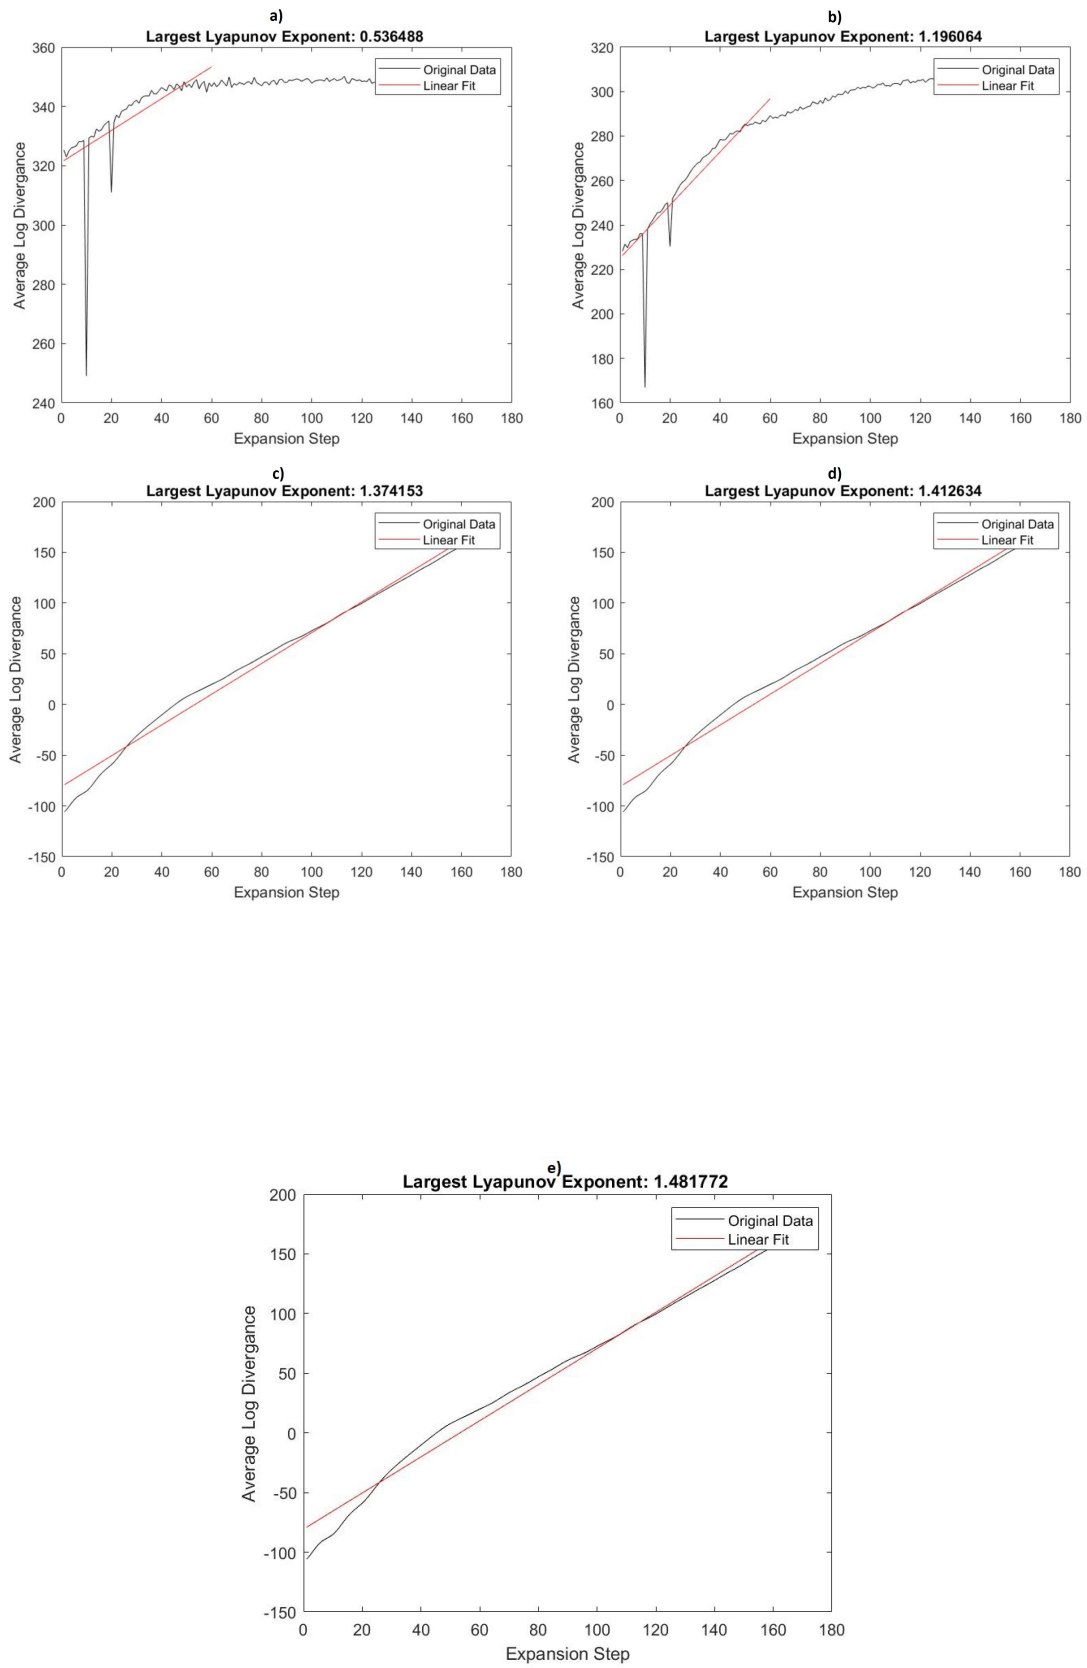 a)
Largest Lyapunov Exponent: 0.536488
360
340
320
300
280
260
240
Average Log Divergance
Original Data
Linear Fit
0 20 40 60 80 100 120 140 160 180
Expansion Step
b)
Largest Lyapunov Exponent: 1.196064
320
300
280
260
240
220
200
180
160
Average Log Divergance
Original Data
Linear Fit
0 20 40 60 80 100 120 140 160 180
Expansion Step
c)
Largest Lyapunov Exponent: 1.374153
200
150
100
50
0
-50
-100
-150
Average Log Divergance
Original Data
Linear Fit
0 20 40 60 80 100 120 140 160 180
Expansion Step
d)
Largest Lyapunov Exponent: 1.412634
200
150
100
50
0
-50
-100
-150
Average Log Divergance
Original Data
Linear Fit
0 20 40 60 80 100 120 140 160 180
Expansion Step
e)
Largest Lyapunov Exponent: 1.481772
200
150
100
50
0
-50
-100
-150
Average Log Divergance
Original Data
Linear Fit
0 20 40 60 80 100 120 140 160 180
Expansion Step